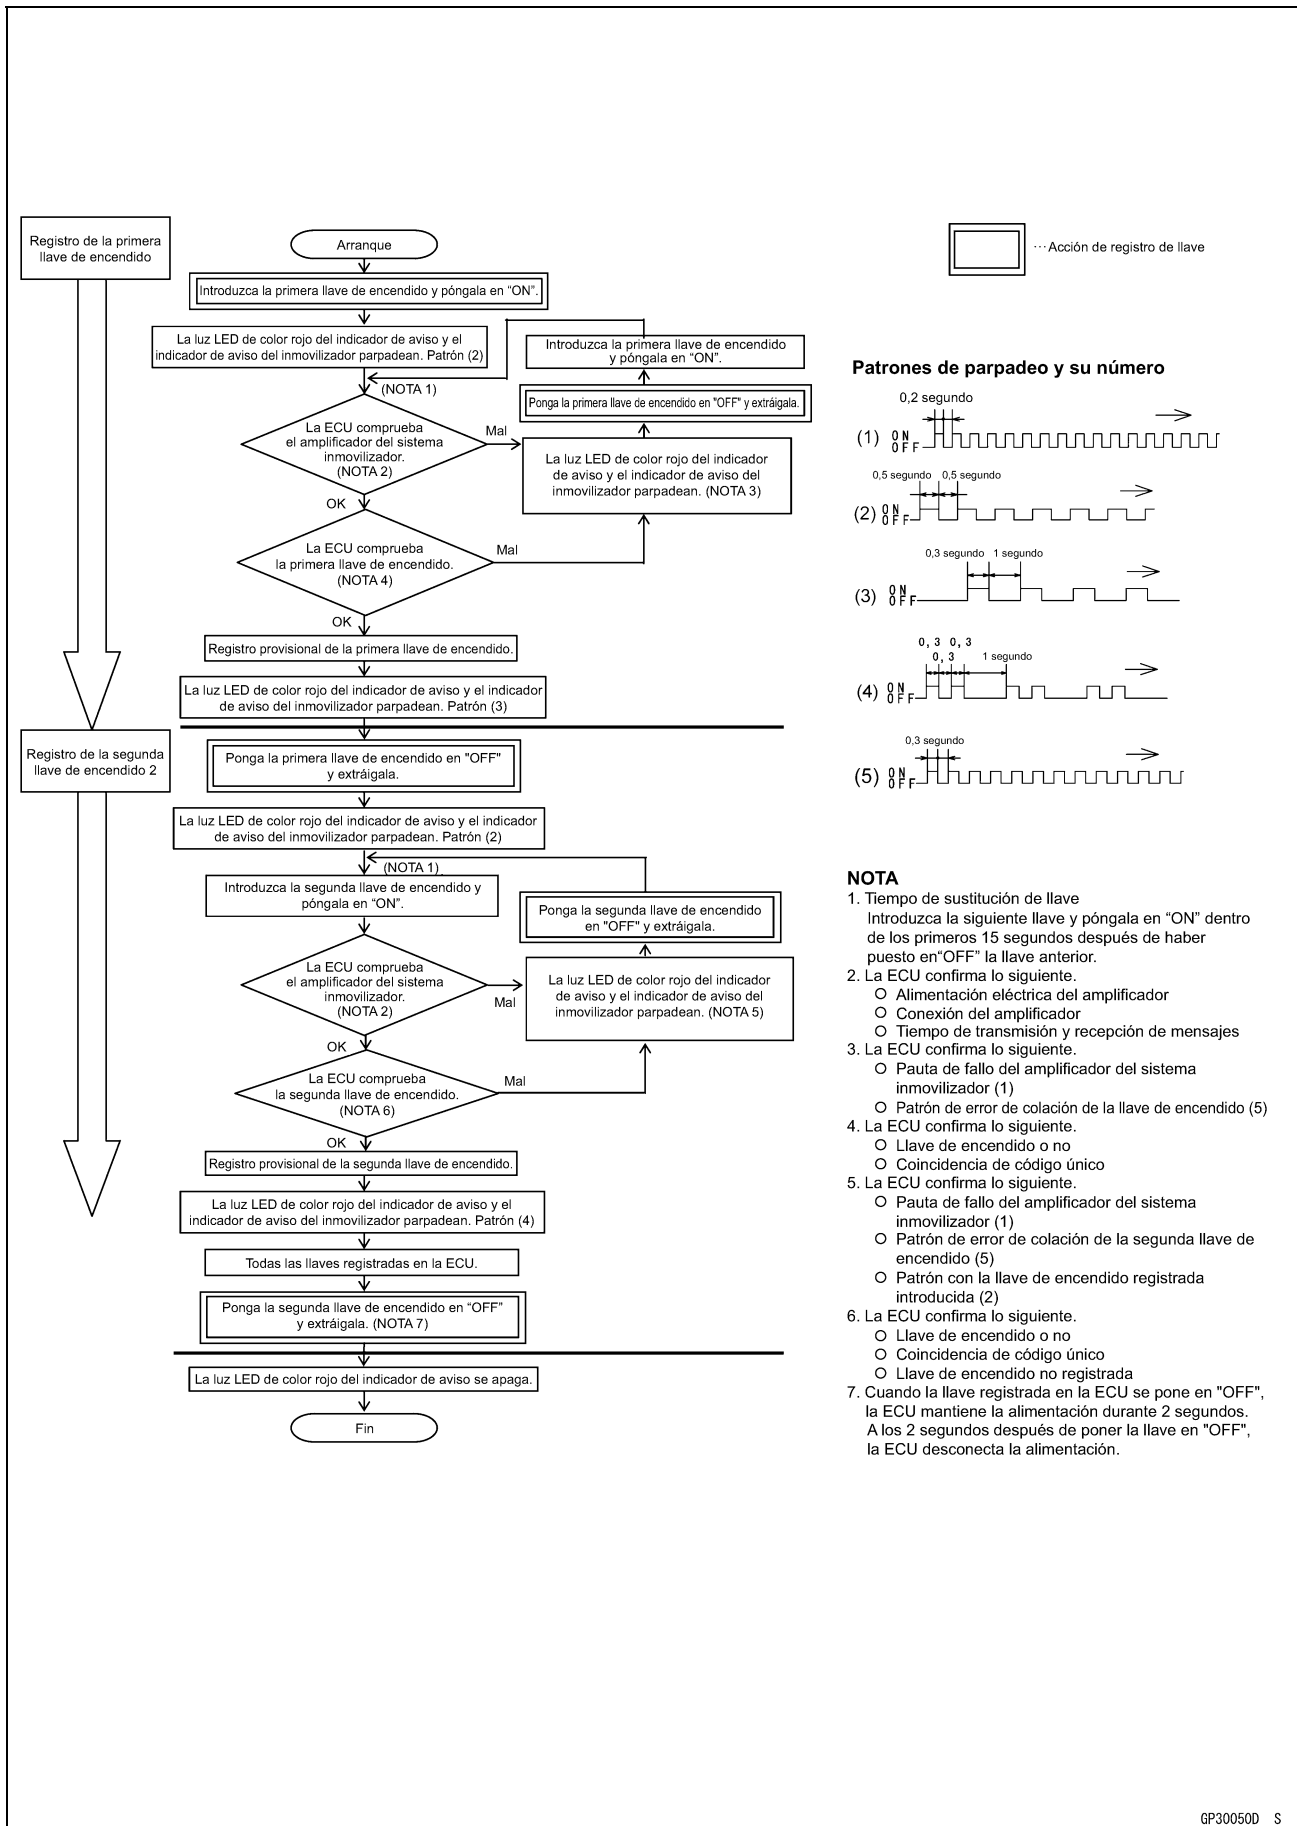 Registro de la primera
llave de encendido
Arranque
Introduzca la primera llave de encendido y póngala en “ON”.
La luz LED de color rojo del indicador de aviso y el
indicador de aviso del inmovilizador parpadean. Patrón (2)
(NOTA 1)
Introduzca la primera llave de encendido
y póngala en “ON”.
Ponga la primera llave de encendido en "OFF" y extráigala.
La ECU comprueba
el amplificador del sistema
inmovilizador.
(NOTA 2)
Mal
La luz LED de color rojo del indicador
de aviso y el indicador de aviso del
inmovilizador parpadean. (NOTA 3)
OK
La ECU comprueba
la primera llave de encendido.
(NOTA 4)
Mal
OK
Registro provisional de la primera llave de encendido.
La luz LED de color rojo del indicador de aviso y el indicador
de aviso del inmovilizador parpadean. Patrón (3)
Registro de la segunda
llave de encendido 2
Ponga la primera llave de encendido en "OFF"
y extráigala.
La luz LED de color rojo del indicador de aviso y el indicador
de aviso del inmovilizador parpadean. Patrón (2)
(NOTA 1)
Introduzca la segunda llave de encendido y
póngala en “ON”.
Ponga la segunda llave de encendido
en "OFF" y extráigala.
La ECU comprueba
el amplificador del sistema
inmovilizador.
(NOTA 2)
Mal
La luz LED de color rojo del indicador
de aviso y el indicador de aviso del
inmovilizador parpadean. (NOTA 5)
OK
La ECU comprueba
la segunda llave de encendido.
(NOTA 6)
Mal
OK
Registro provisional de la segunda llave de encendido.
La luz LED de color rojo del indicador de aviso y el
indicador de aviso del inmovilizador parpadean. Patrón (4)
Todas las llaves registradas en la ECU.
Ponga la segunda llave de encendido en “OFF”
y extráigala. (NOTA 7)
La luz LED de color rojo del indicador de aviso se apaga.
Fin
···Acción de registro de llave
Patrones de parpadeo y su número
0,2 segundo
(1) ON
OFF
0,5 segundo 0,5 segundo
(2) ON
OFF
0,3 segundo 1 segundo
(3) ON
OFF
0,3 0,3
0,3 1 segundo
(4) ON
OFF
0,3 segundo
(5) ON
OFF
NOTA
1. Tiempo de sustitución de llave
Introduzca la siguiente llave y póngala en “ON” dentro
de los primeros 15 segundos después de haber
puesto en“OFF” la llave anterior.
2. La ECU confirma lo siguiente.
○ Alimentación eléctrica del amplificador
○ Conexión del amplificador
○ Tiempo de transmisión y recepción de mensajes
3. La ECU confirma lo siguiente.
○ Pauta de fallo del amplificador del sistema
inmovilizador (1)
○ Patrón de error de colación de la llave de encendido (5)
4. La ECU confirma lo siguiente.
○ Llave de encendido o no
○ Coincidencia de código único
5. La ECU confirma lo siguiente.
○ Pauta de fallo del amplificador del sistema
inmovilizador (1)
○ Patrón de error de colación de la segunda llave de
encendido (5)
○ Patrón con la llave de encendido registrada
introducida (2)
6. La ECU confirma lo siguiente.
○ Llave de encendido o no
○ Coincidencia de código único
○ Llave de encendido no registrada
7. Cuando la llave registrada en la ECU se pone en "OFF",
la ECU mantiene la alimentación durante 2 segundos.
A los 2 segundos después de poner la llave en "OFF",
la ECU desconecta la alimentación.
GP30050D S